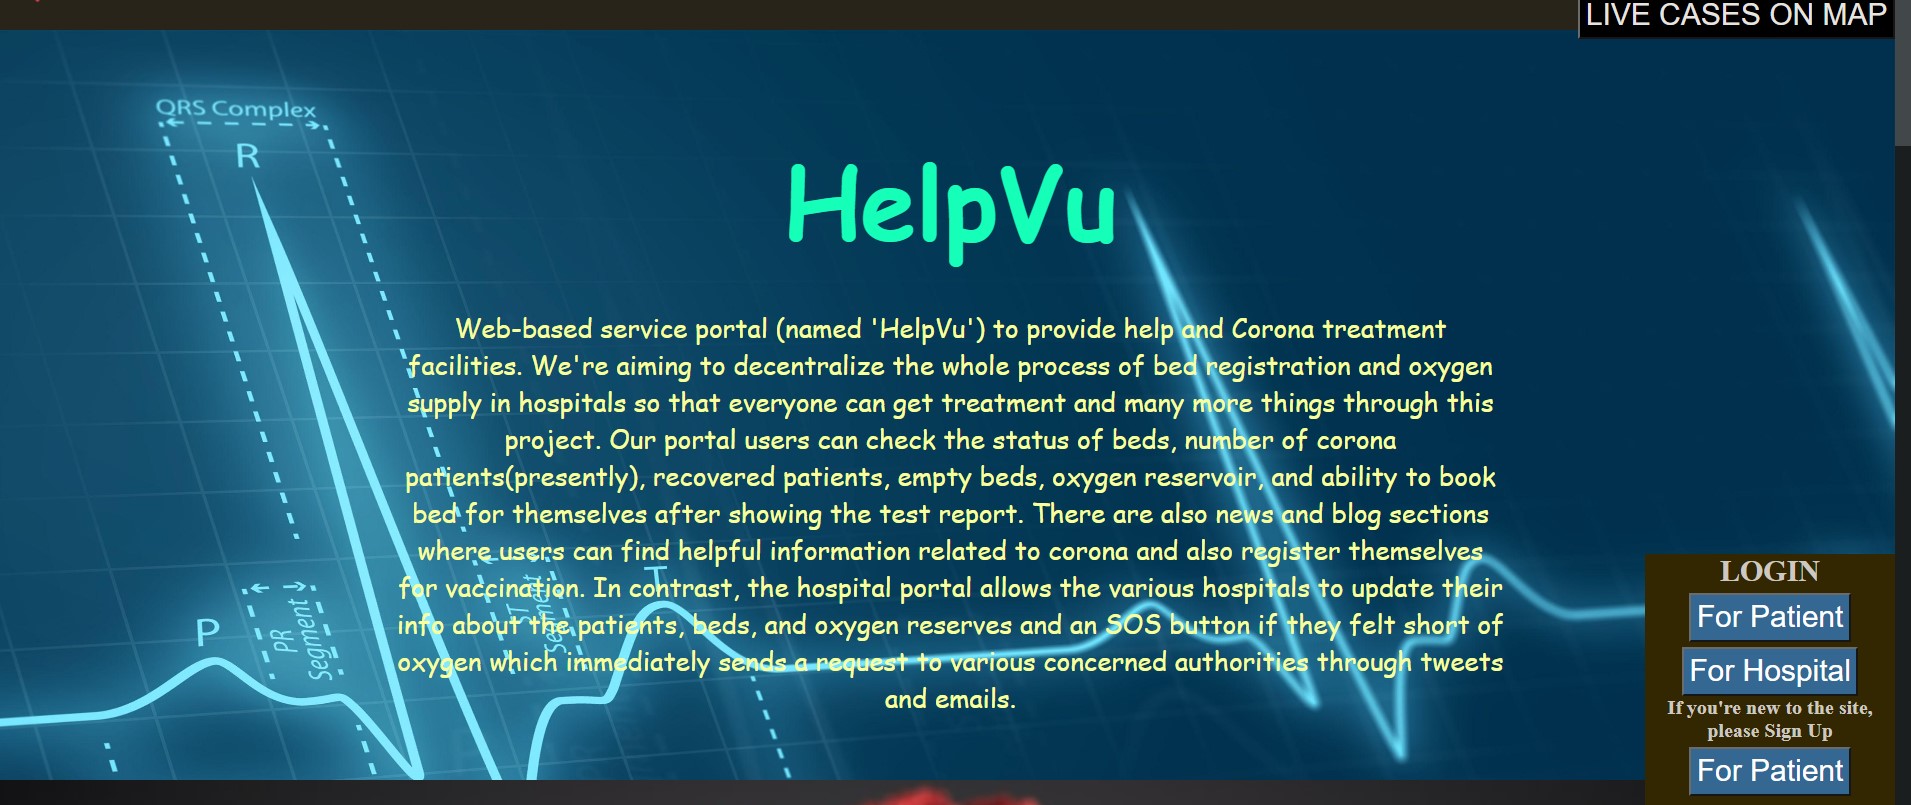 LIVE CASES ON MAP
QRS Complex
R
HelpVu
Web-based service portal (named 'HelpVu') to provide help and Corona treatment
facilities. We're aiming to decentralize the whole process of bed registration and oxygen
supply in hospitals so that everyone can get treatment and many more things through this
project. Our portal users can check the status of beds, number of corona
patients(presently), recovered patients, empty beds, oxygen reservoir, and ability to book
bed for themselves after showing the test report. There are also news and blog sections
where users can find helpful information related to corona and also register themselves
for vaccination. In contrast, the hospital portal allows the various hospitals to update their
info about the patients, beds, and oxygen reserves and an SOS button if they felt short of
oxygen which immediately sends a request to various concerned authorities through tweets
and emails.
P
PR
Segment
ST
Segment
T
LOGIN
For Patient
For Hospital
If you're new to the site,
please Sign Up
For Patient